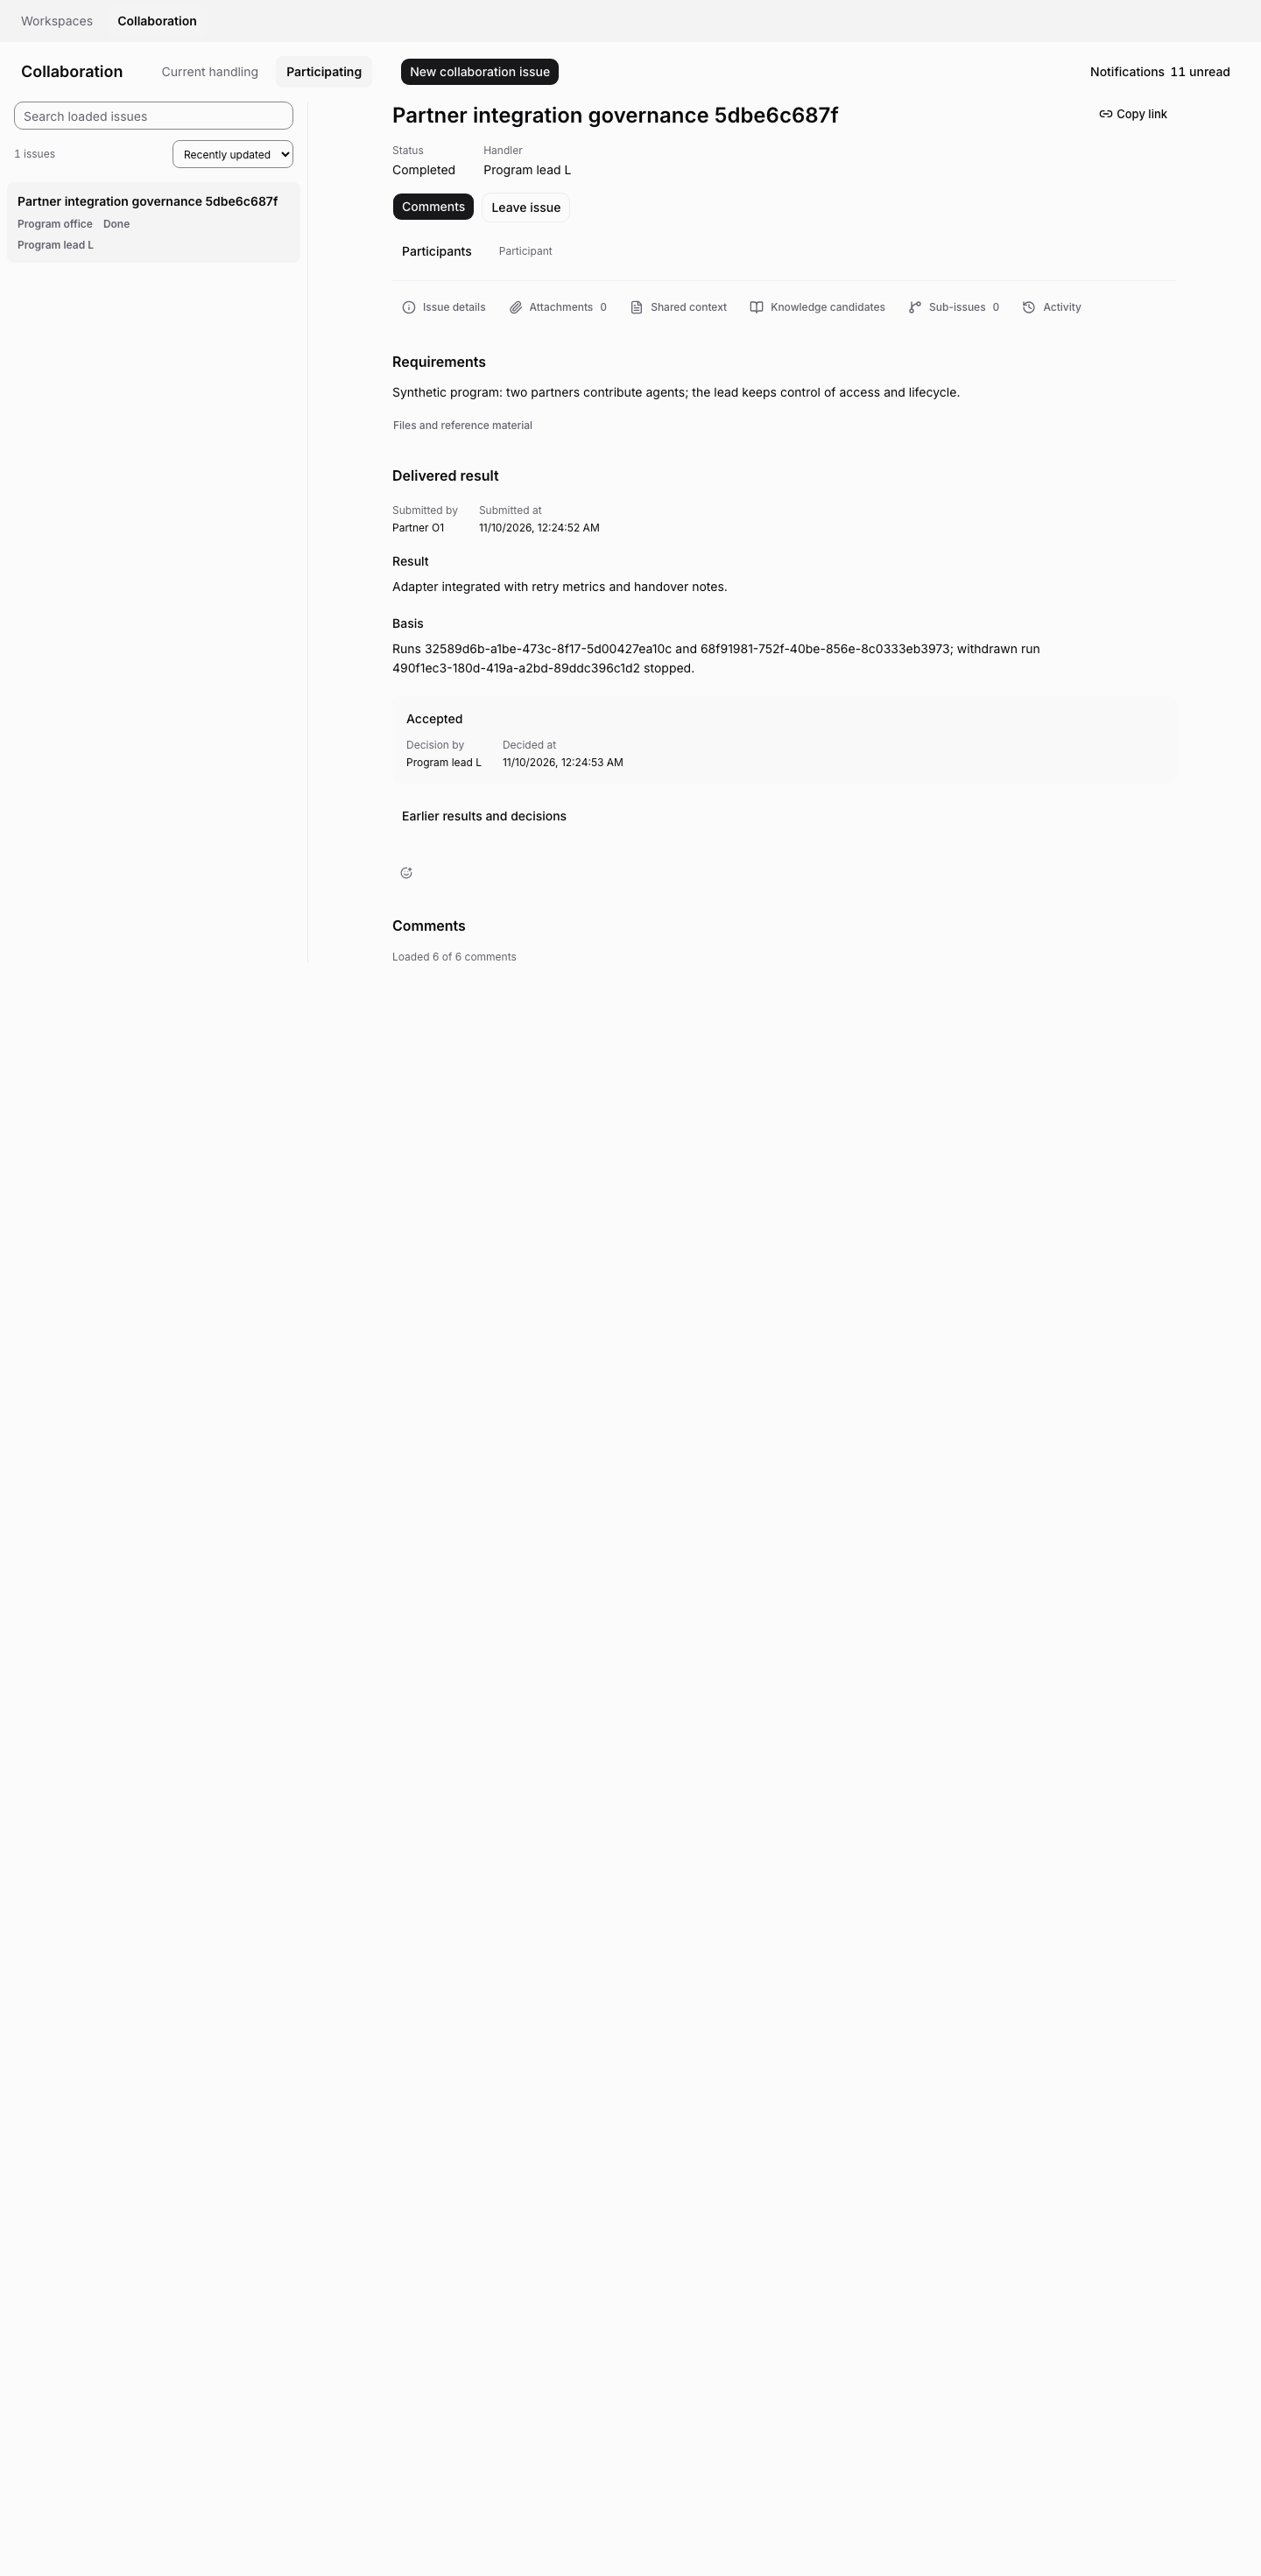 Workspaces Collaboration
Collaboration Current handling Participating New collaboration issue Notifications 11 unread
Search loaded issues
1 issues Recently updated
Partner integration governance 5dbe6c687f
Program office Done
Program lead L
Partner integration governance 5dbe6c687f Copy link
Status Handler
Completed Program lead L
Comments Leave issue
Participants Participant
Issue details Attachments 0 Shared context Knowledge candidates Sub-issues 0 Activity
Requirements
Synthetic program: two partners contribute agents; the lead keeps control of access and lifecycle.
Files and reference material
Delivered result
Submitted by Submitted at
Partner O1 11/10/2026, 12:24:52 AM
Result
Adapter integrated with retry metrics and handover notes.
Basis
Runs 32589d6b-a1be-473c-8f17-5d00427ea10c and 68f91981-752f-40be-856e-8c0333eb3973; withdrawn run
490f1ec3-180d-419a-a2bd-89ddc396c1d2 stopped.
Accepted
Decision by Decided at
Program lead L 11/10/2026, 12:24:53 AM
Earlier results and decisions
Comments
Loaded 6 of 6 comments